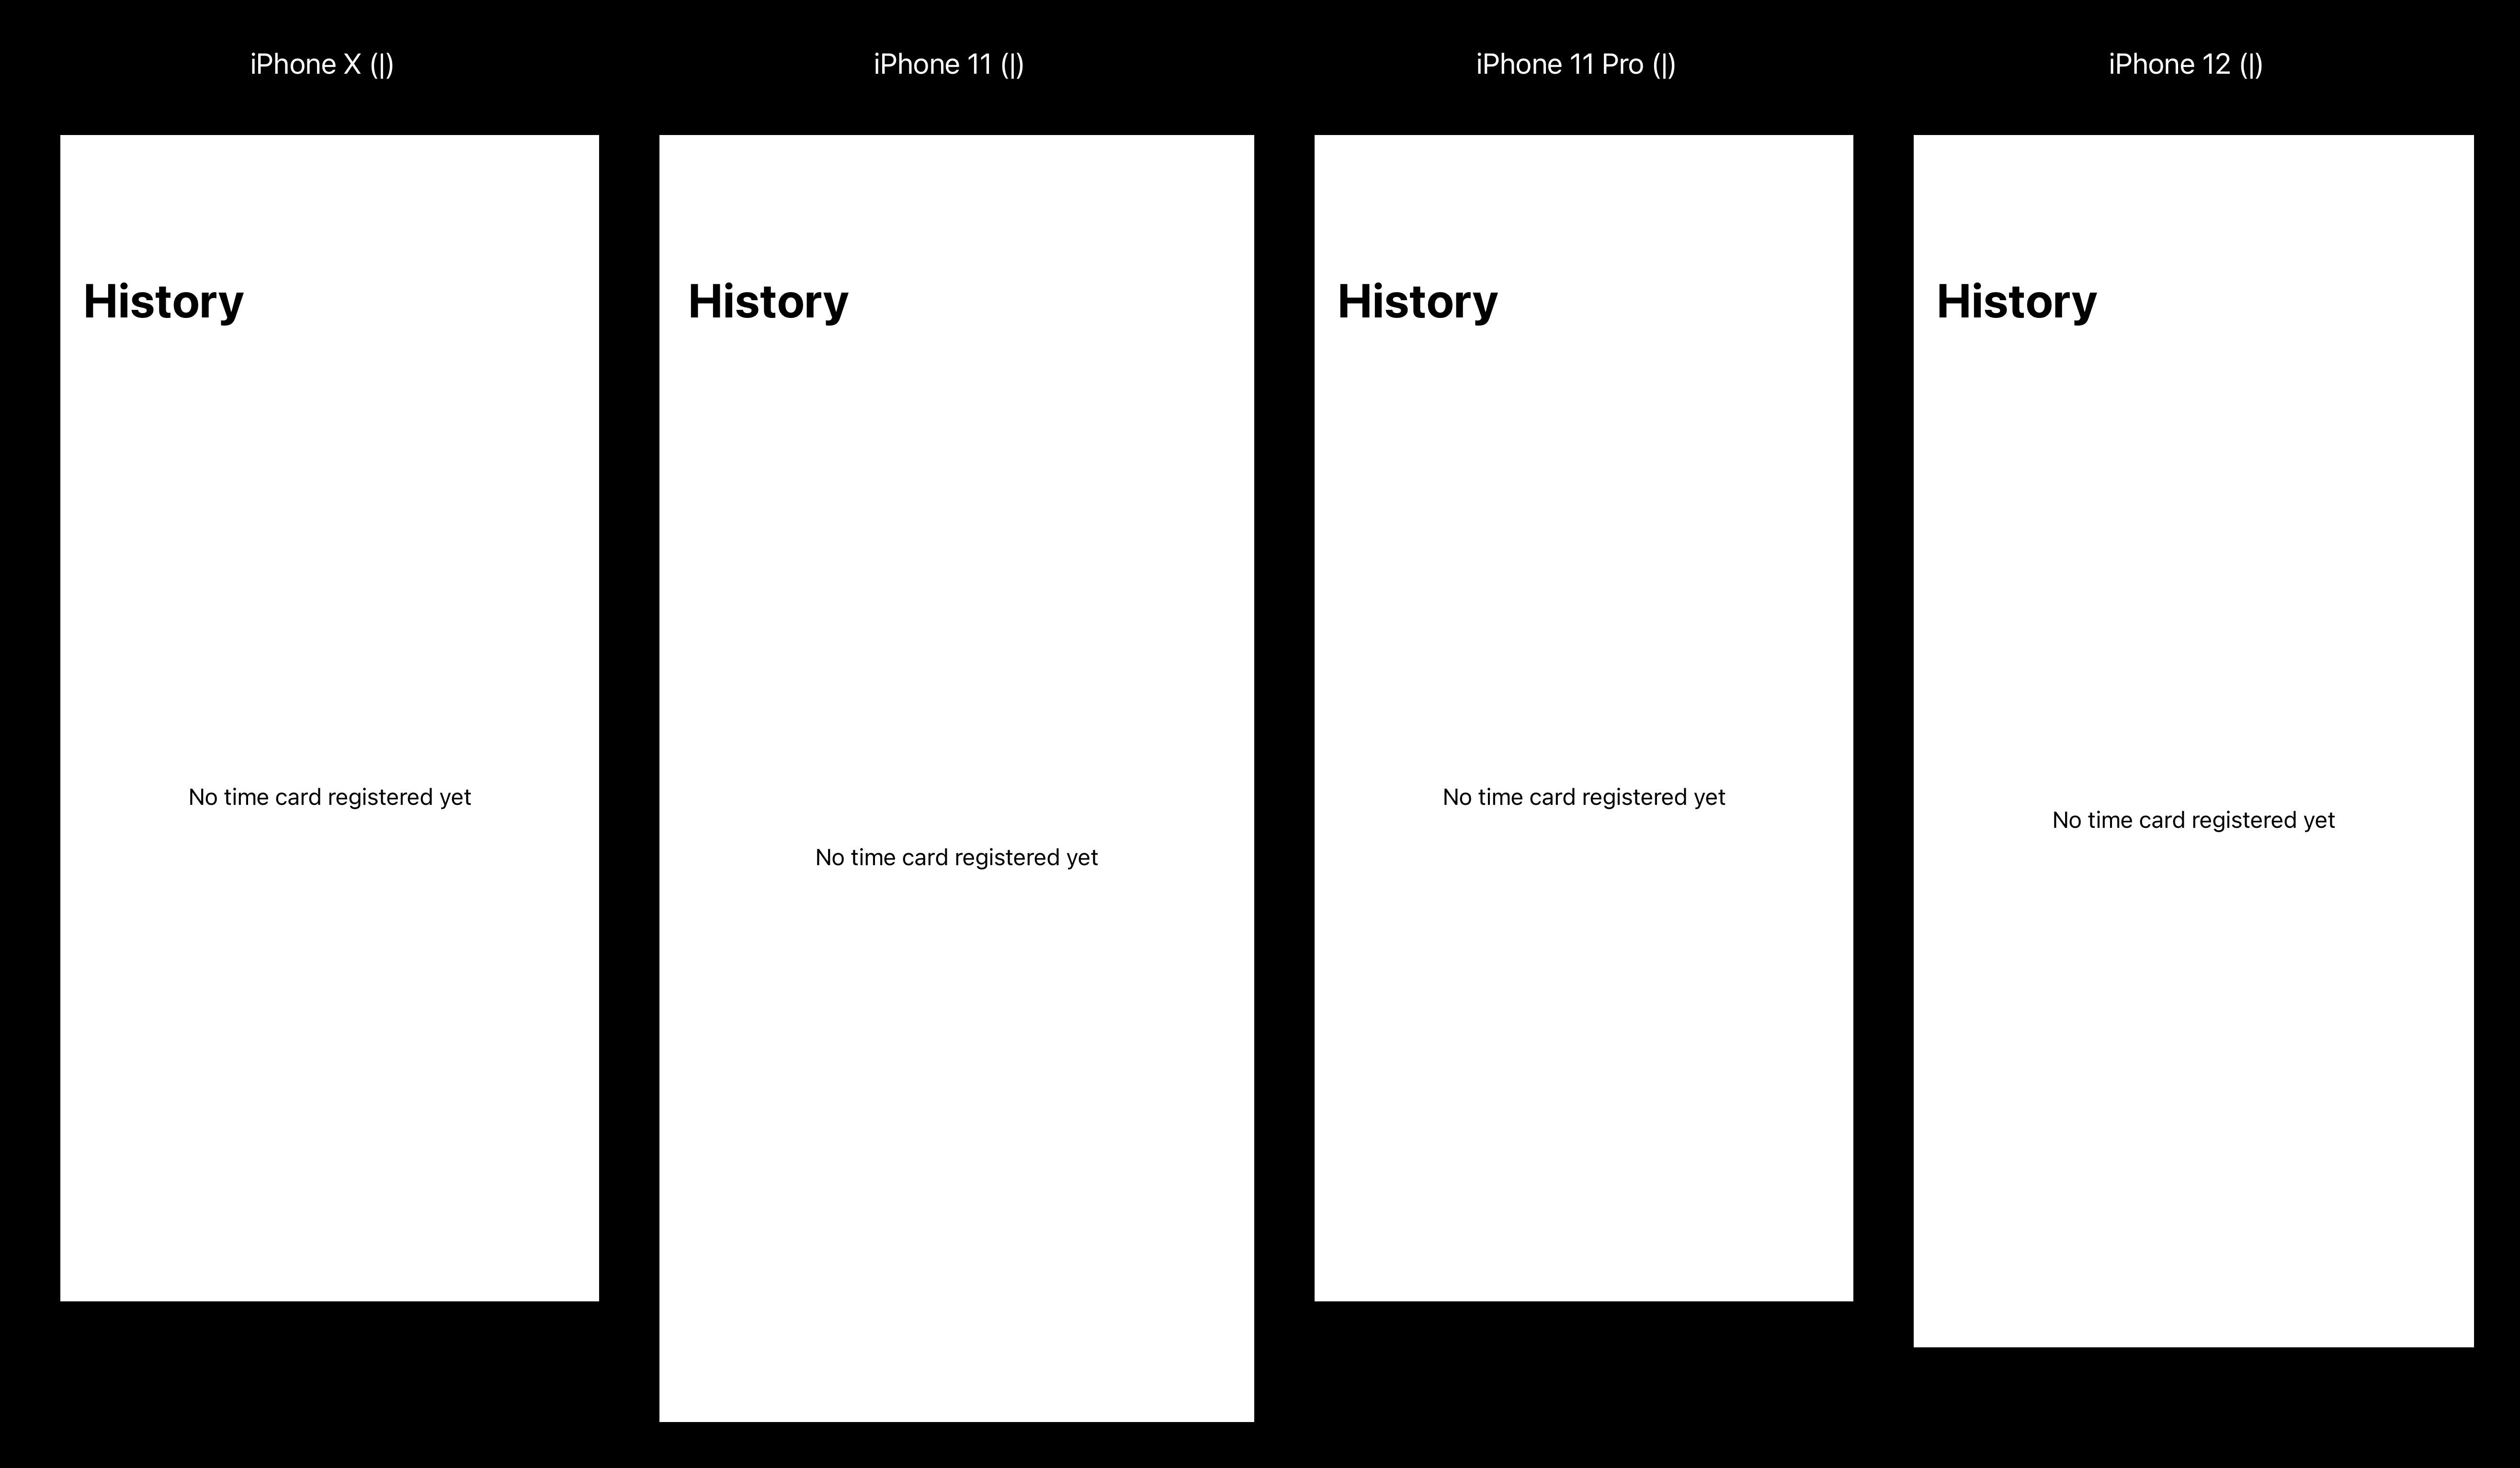 iPhone X (|)
iPhone 11 (|)
iPhone 11 Pro (|)
iPhone 12 (|)
History
History
History
History
No time card registered yet
No time card registered yet
No time card registered yet
No time card registered yet